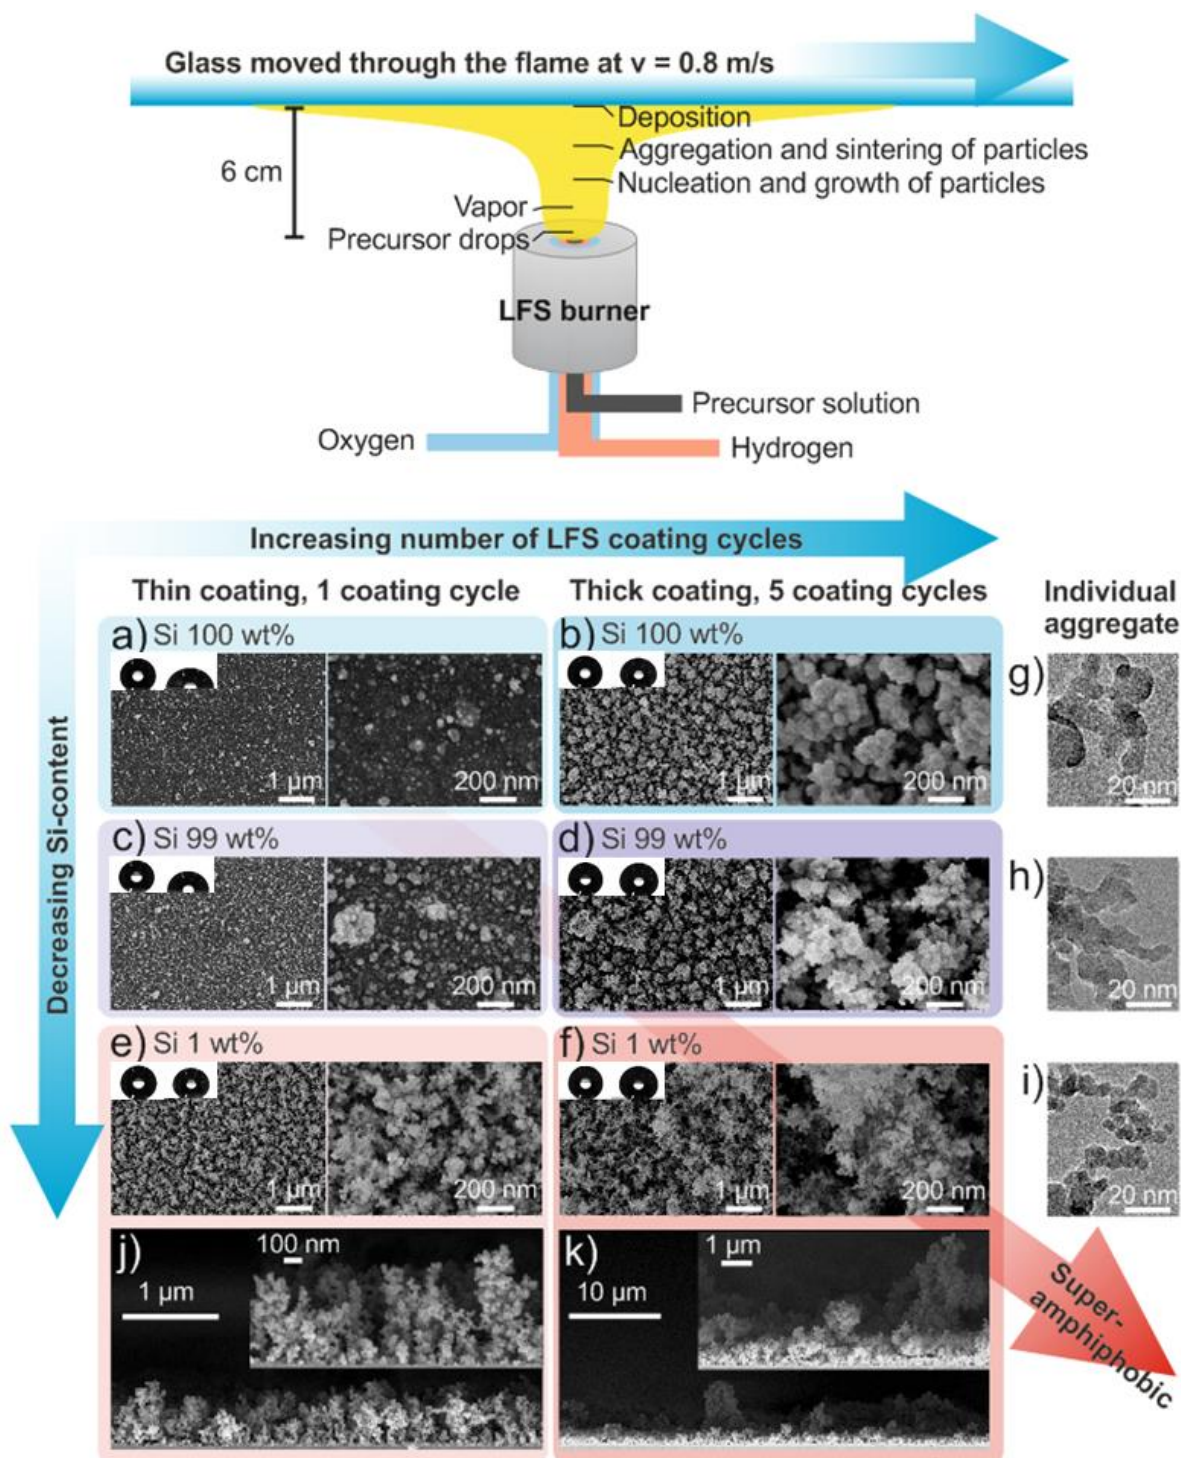 Glass moved through the flame at v = 0.8 m/s
Deposition
Aggregation and sintering of particles
6 cm
Nucleation and growth of particles
Vapor
Precursor drops
LFS burner
Precursor solution
Oxygen
Hydrogen
Increasing number of LFS coating cycles
Decreasing Si-content
Thin coating, 1 coating cycle
Thick coating, 5 coating cycles
Individual
aggregate
a) Si 100 wt%
1 μm
200 nm
b) Si 100 wt%
1 μm
200 nm
g)
20 nm
c) Si 99 wt%
1 μm
200 nm
d) Si 99 wt%
1 μm
200 nm
h)
20 nm
e) Si 1 wt%
1 μm
200 nm
f) Si 1 wt%
1 μm
200 nm
i)
20 nm
j)
100 nm
1 μm
k)
1 μm
10 μm
Super-
amphiphobic